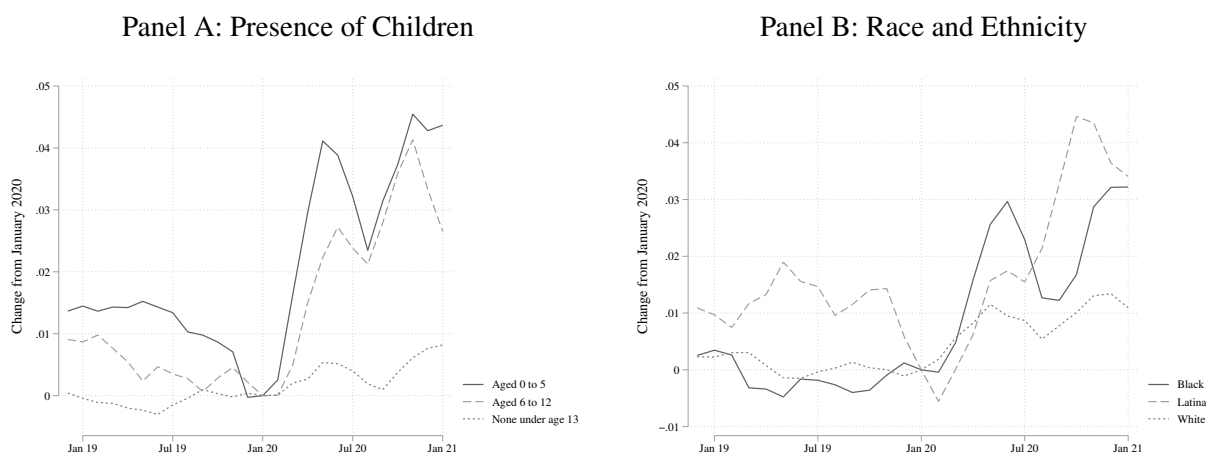 Panel A: Presence of Children
Change from January 2020
.05
.04
.03
.02
.01
0
Jan 19
Jul 19
Jan 20
Jul 20
Jan 21
Aged 0 to 5
Aged 6 to 12
None under age 13
Panel B: Race and Ethnicity
Change from January 2020
.05
.04
.03
.02
.01
0
−.01
Jan 19
Jul 19
Jan 20
Jul 20
Jan 21
Black
Latina
White